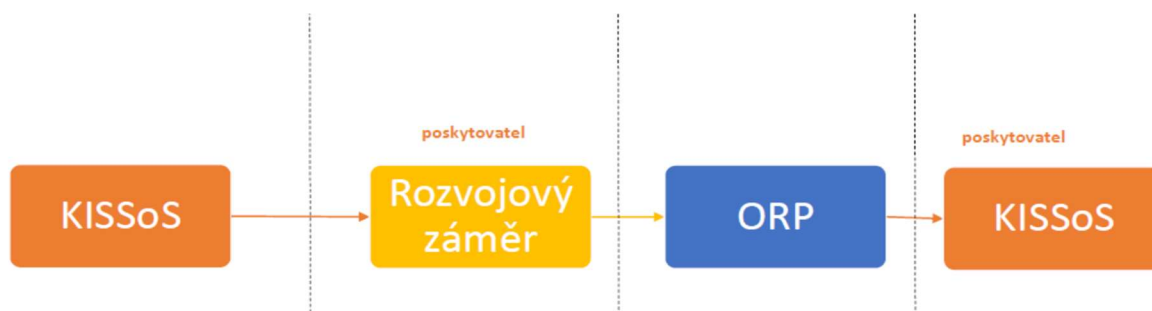 poskytovatel
poskytovatel
KISSoS
Rozvojový
záměr
ORP
KISSoS